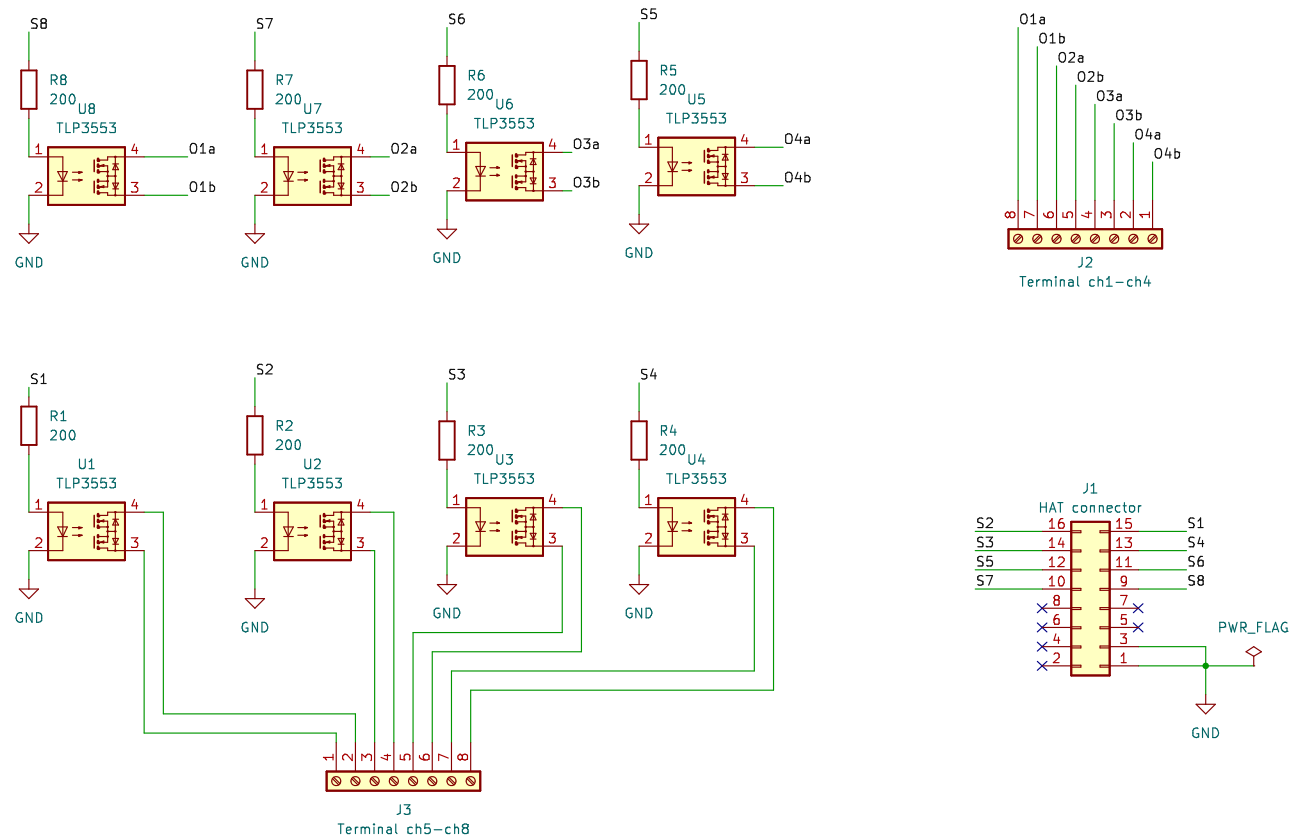 S8
R8
200
U8
TLP3553
1
2
4
3
O1a
O1b
GND
S7
R7
200
U7
TLP3553
1
2
4
3
O2a
O2b
GND
S6
R6
200
U6
TLP3553
1
2
4
3
O3a
O3b
GND
S5
R5
200
U5
TLP3553
1
2
4
3
O4a
O4b
GND
O1a
O1b
O2a
O2b
O3a
O3b
O4a
O4b
8 7 6 5 4 3 2 1
J2
Terminal ch1-ch4
S1
R1
200
U1
TLP3553
1
2
4
3
GND
S2
R2
200
U2
TLP3553
1
2
4
3
GND
S3
R3
200
U3
TLP3553
1
2
4
3
GND
S4
R4
200
U4
TLP3553
1
2
4
3
GND
1 2 3 4 5 6 7 8
J3
Terminal ch5-ch8
J1
HAT connector
S2 16 15 S1
S3 14 13 S4
S5 12 11 S6
S7 10 9 S8
8 7
6 5
4 3
2 1
PWR_FLAG
GND